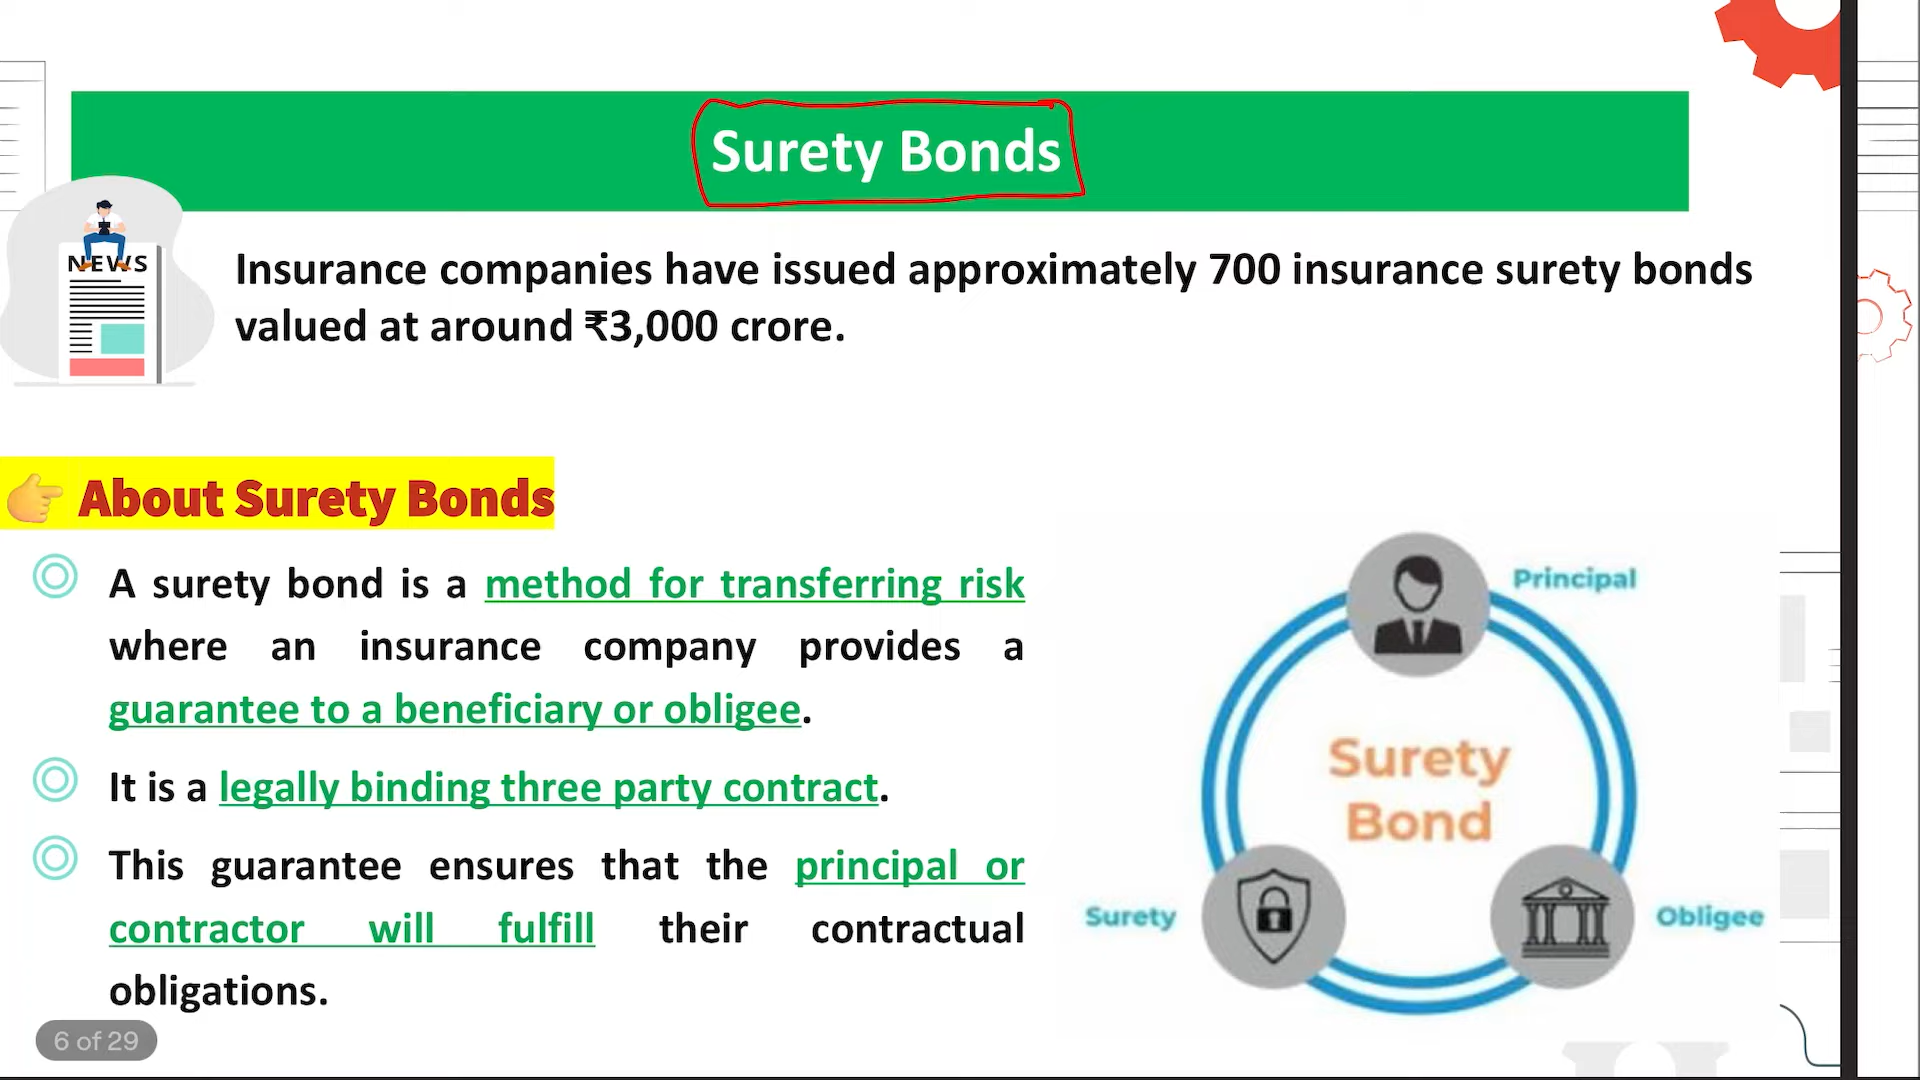 Surety Bonds
NEWS
Insurance companies have issued approximately 700 insurance surety bonds
valued at around ₹3,000 crore.
👉 About Surety Bonds
A surety bond is a method for transferring risk
where an insurance company provides a
guarantee to a beneficiary or obligee.
It is a legally binding three party contract.
This guarantee ensures that the principal or
contractor will fulfill their contractual
obligations.
Principal
Surety
Bond
Surety
Obligee
6 of 29